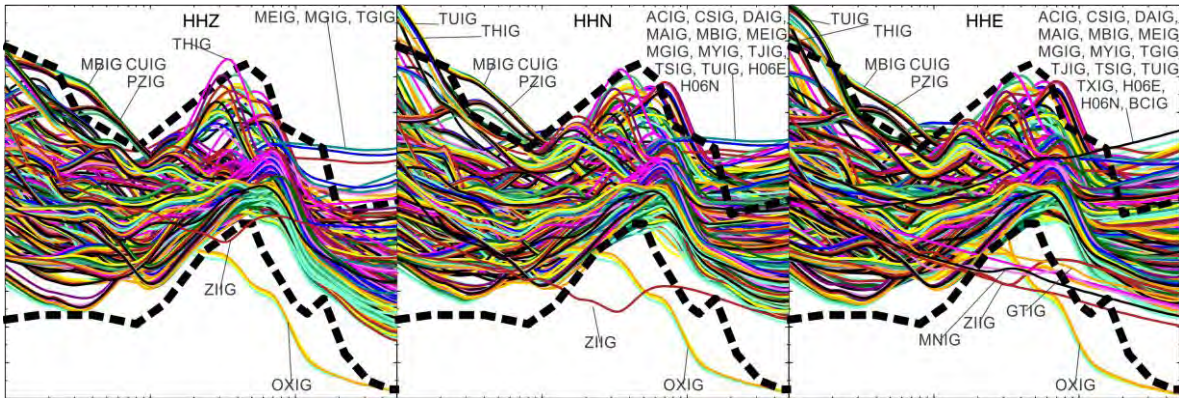 HHZ
MEIG, MGIG, TGIG
THIG
MBIG CUIG
PZIG
ZIIG
OXIG
HHN
TUIG
THIG
MBIG CUIG
PZIG
ACIG, CSIG, DAIG,
MAIG, MBIG, MEIG,
MGIG, MYIG, TJIG,
TSIG, TUIG, H06E,
H06N
ZIIG
OXIG
HHE
TUIG
THIG
MBIG CUIG
PZIG
ACIG, CSIG, DAIG,
MAIG, MBIG, MEIG,
MGIG, MYIG, TGIG,
TJIG, TSIG, TUIG,
TXIG, H06E,
H06N, BCIG
GTIG
ZIIG
MNIG
OXIG